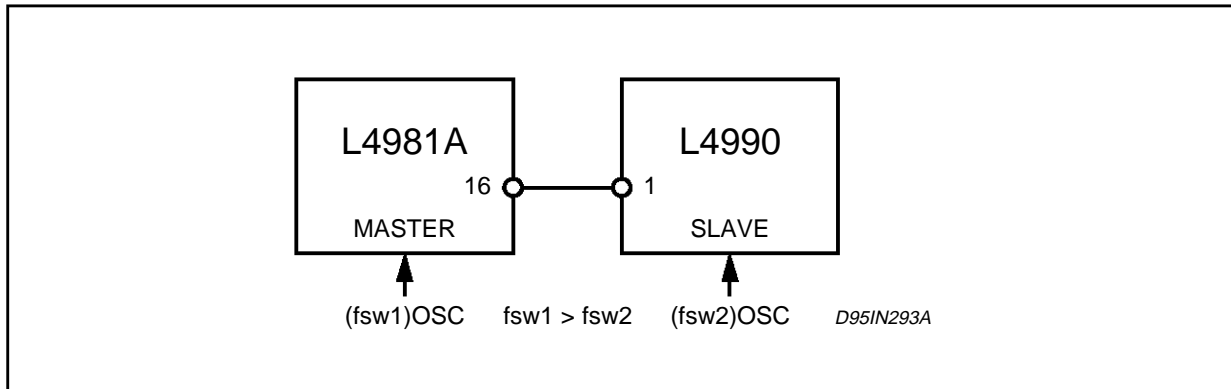 L4981A L4990
16 1
MASTER SLAVE
(fsw1)OSC fsw1 > fsw2 (fsw2)OSC D95IN293A